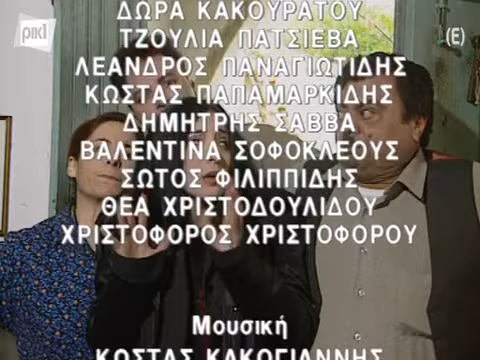 ΔΩΡΑ ΚΑΚΟΥΡΑΤΟΥ
ΡΙΚ1
(Ε)
ΤΖΟΥΛΙΑ ΠΑΤΣΙΕΒΑ
ΛΕΑΝΔΡΟΣ ΠΑΝΑΓΙΩΤΙΔΗΣ
ΚΩΣΤΑΣ ΠΑΠΑΜΑΡΚΙΔΗΣ
ΔΗΜΗΤΡΗΣ ΣΑΒΒΑ
ΒΑΛΕΝΤΙΝΑ ΣΟΦΟΚΛΕΟΥΣ
ΣΩΤΟΣ ΦΙΛΙΠΠΙΔΗΣ
ΘΕΑ ΧΡΙΣΤΟΔΟΥΛΙΔΟΥ
ΧΡΙΣΤΟΦΟΡΟΣ ΧΡΙΣΤΟΦΟΡΟΥ
Μουσική
ΚΩΣΤΑΣ ΚΑΚΟΓΙΑΝΝΗΣ